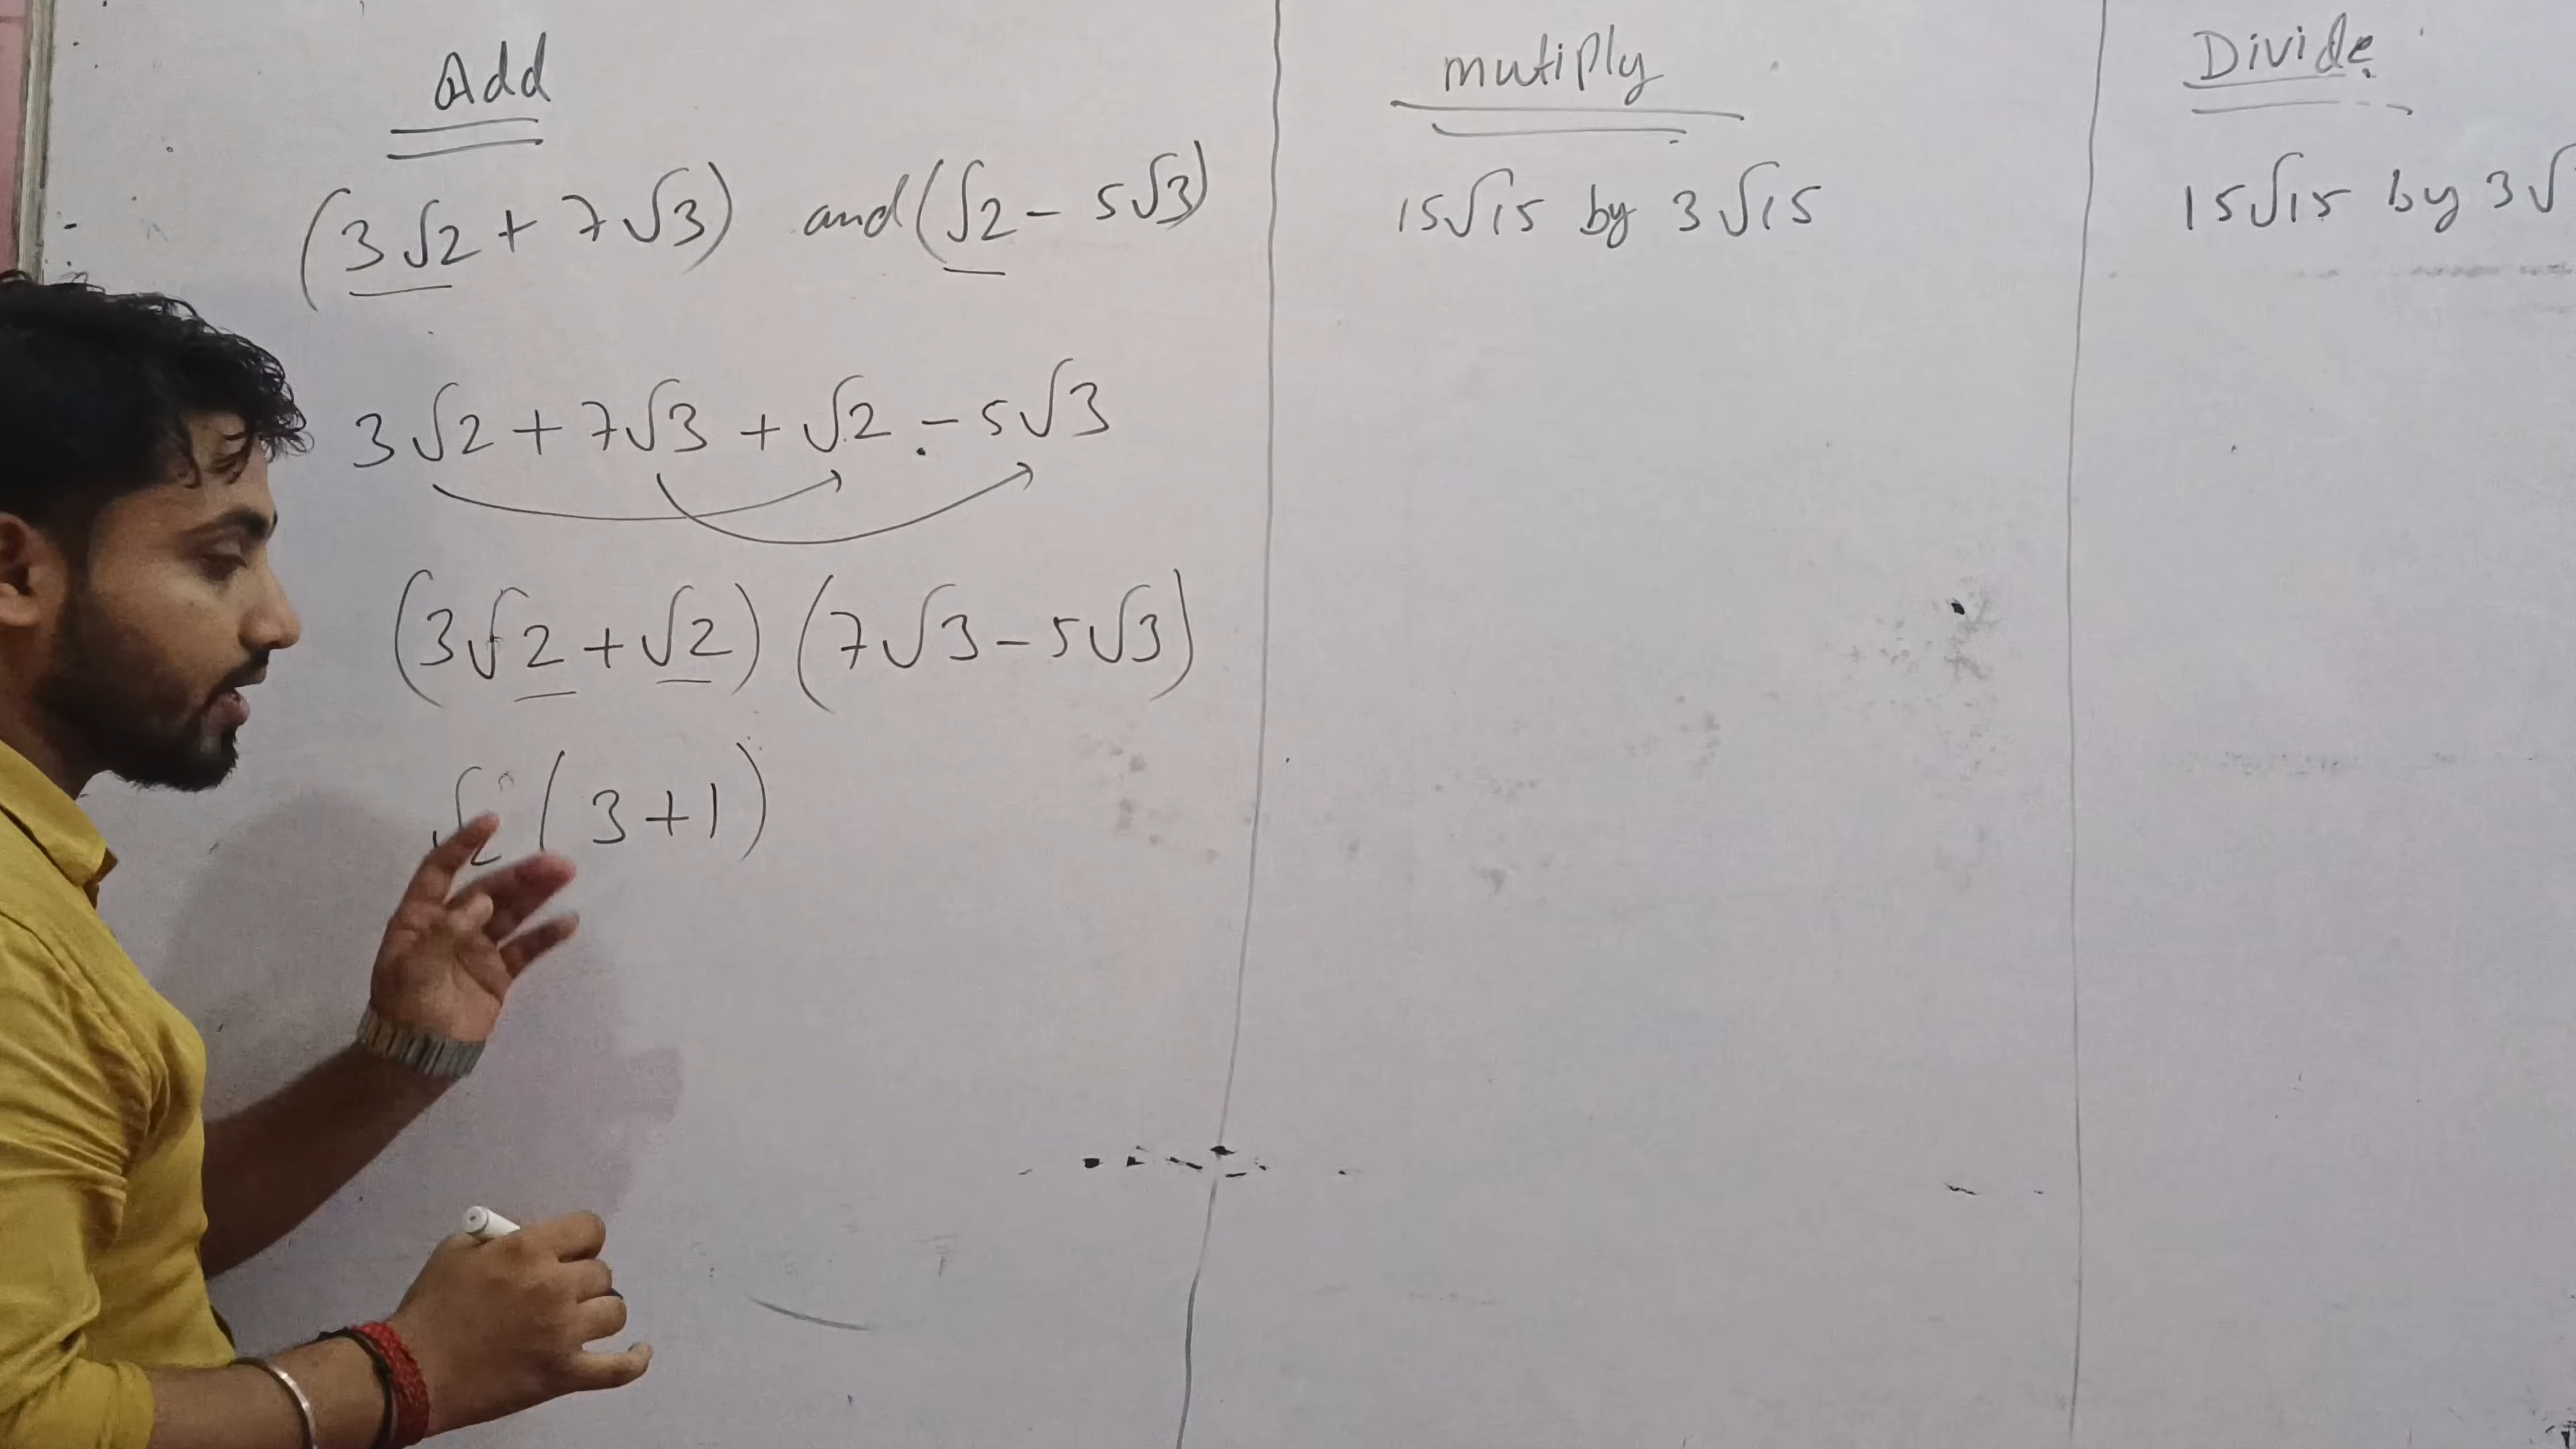 Add
(3√2 + 7√3) and (√2 - 5√3)
3√2 + 7√3 + √2 - 5√3
(3√2 + √2) (7√3 - 5√3)
√2 (3+1)
mutiply
15√15 by 3√15
Divide
15√15 by 3√